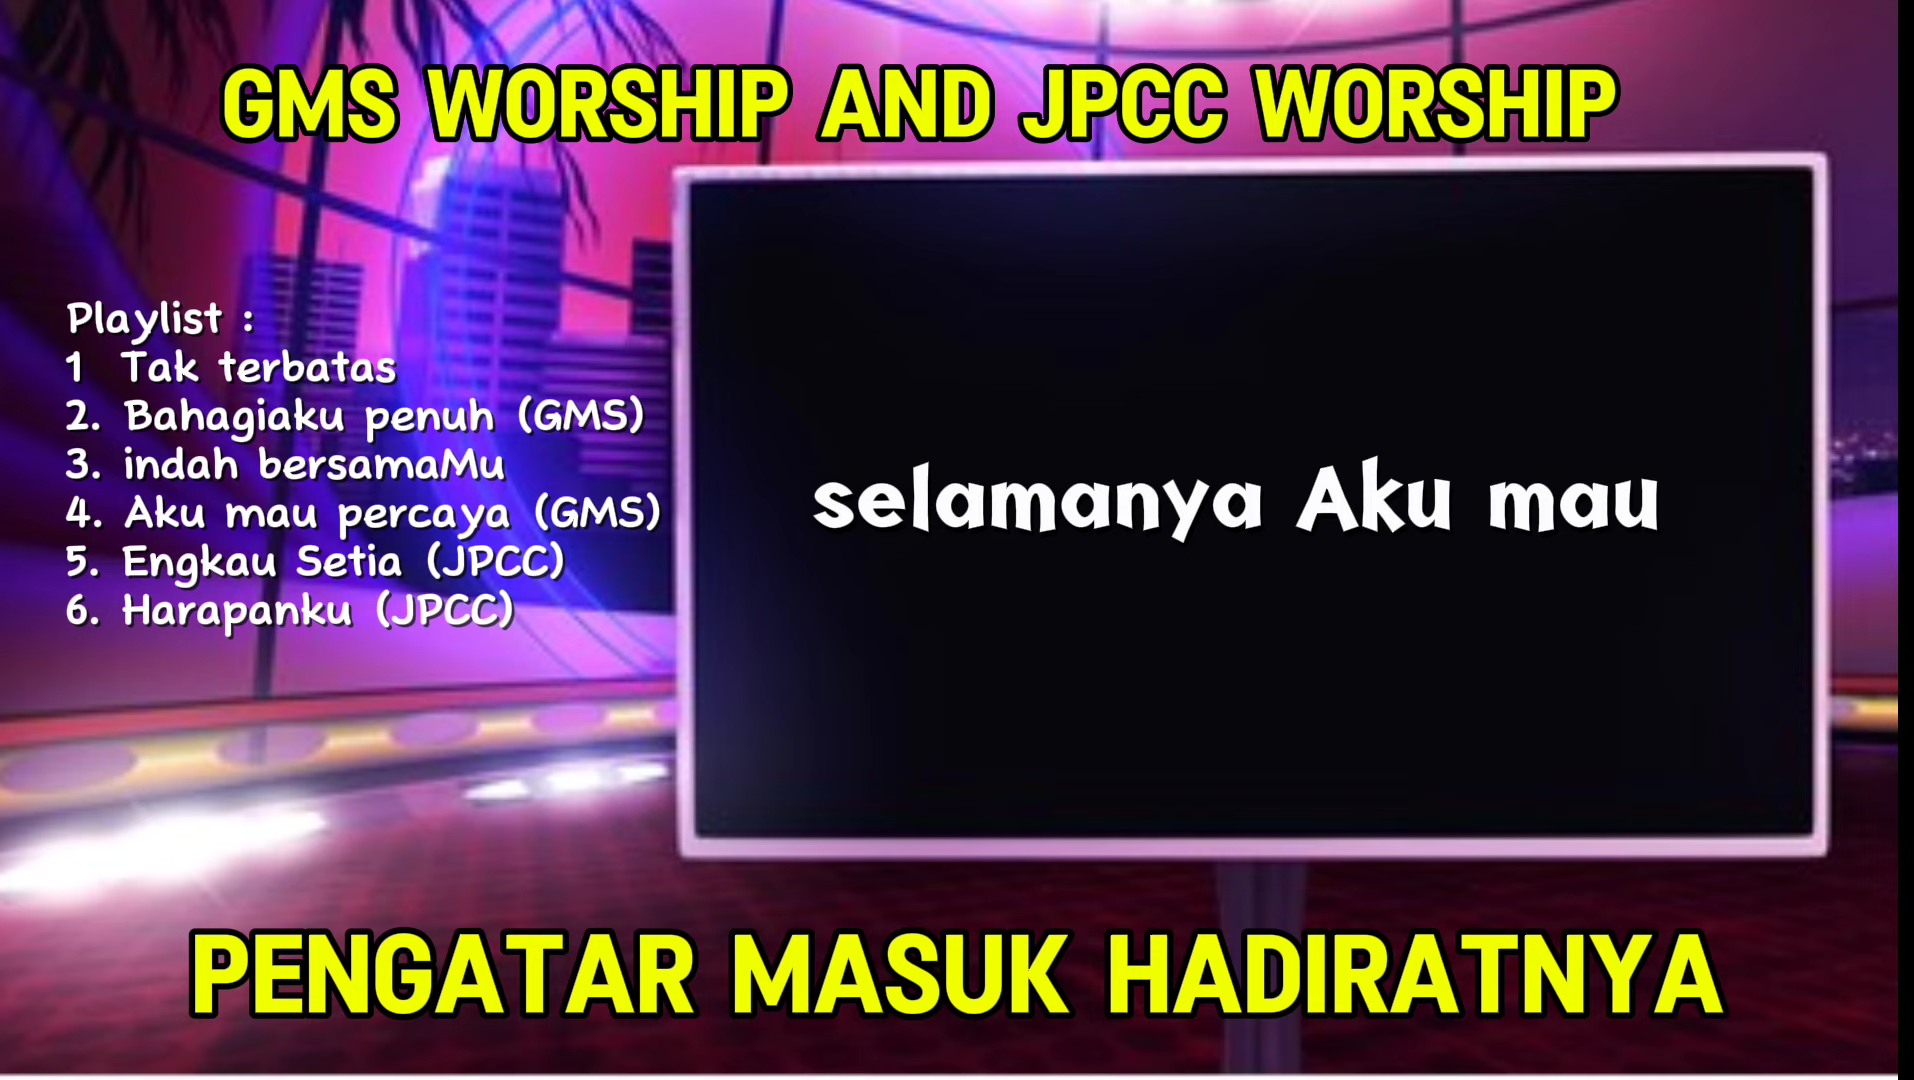 GMS WORSHIP AND JPCC WORSHIP
Playlist :
1 Tak terbatas
2. Bahagiaku penuh (GMS)
3. indah bersamaMu
4. Aku mau percaya (GMS)
5. Engkau Setia (JPCC)
6. Harapanku (JPCC)
selamanya Aku mau
PENGATAR MASUK HADIRATNYA